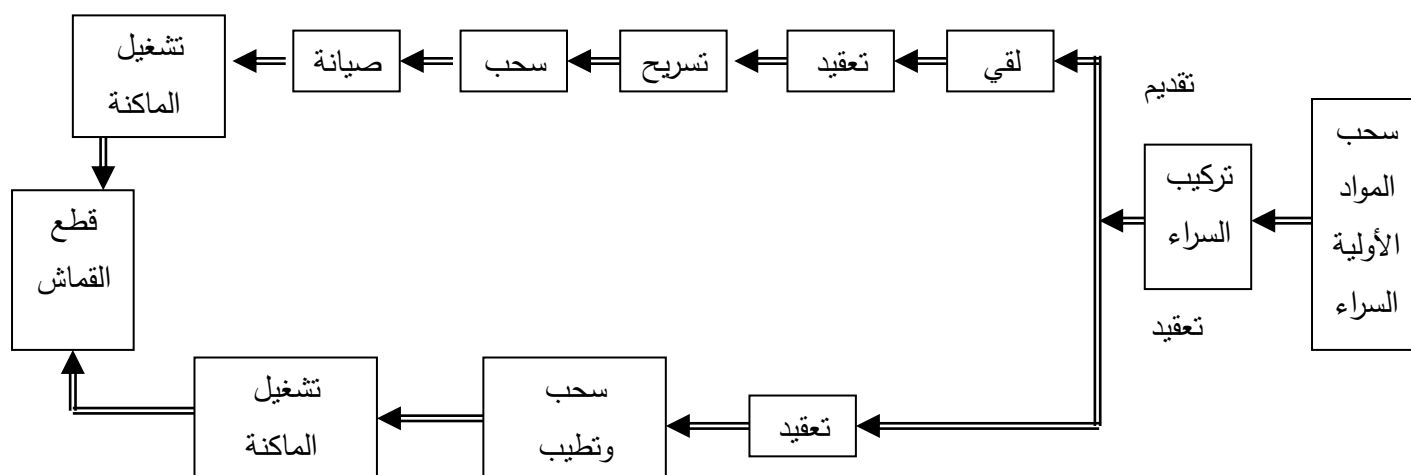 سحب
المواد
الأولية
السراء
تركيب
السراء
تقديم
تعقيد
لقي
تعقيد
تسريح
سحب
صيانة
تشغيل
الماكنة
تعقيد
سحب
وتطيب
تشغيل
الماكنة
قطع
القماش